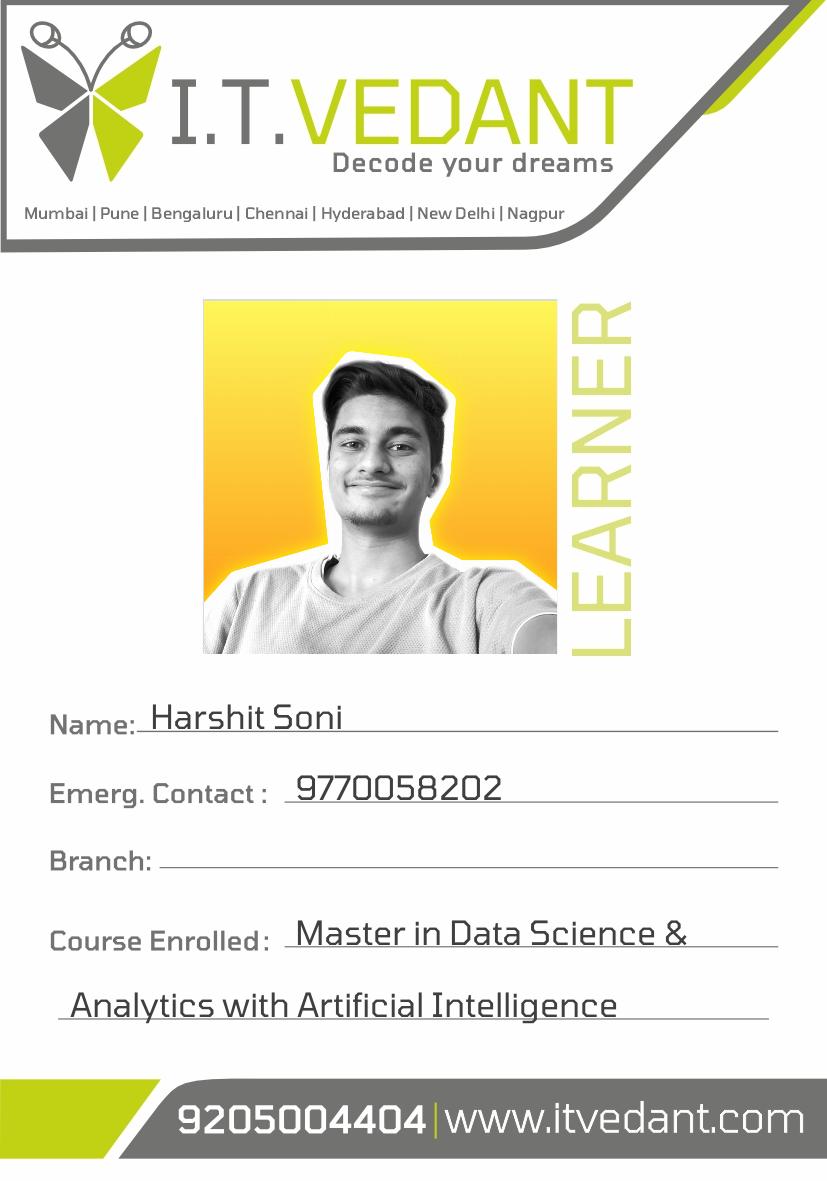 I.T.VEDANT
Decode your dreams
Mumbai | Pune | Bengaluru | Chennai | Hyderabad | New Delhi | Nagpur
LEARNER
Name: Harshit Soni
Emerg. Contact : 9770058202
Branch:
Course Enrolled : Master in Data Science &
Analytics with Artificial Intelligence
9205004404 | www.itvedant.com